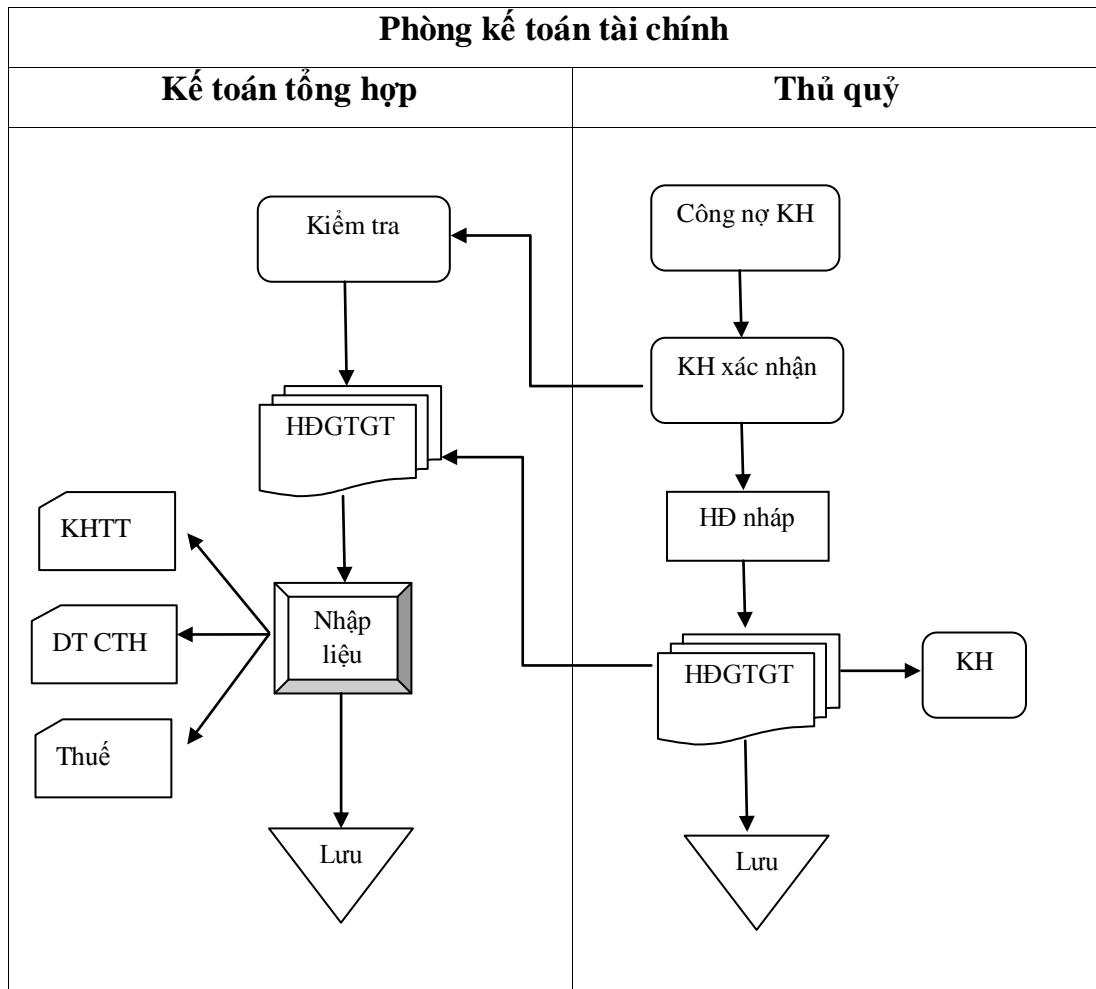 Phòng kế toán tài chính
Kế toán tổng hợp
Thủ quỷ
Kiểm tra
Công nợ KH
KH xác nhận
HĐGTGT
KHTT
HĐ nháp
DT CTH
Nhập
liệu
HĐGTGT
KH
Thuế
Lưu
Lưu